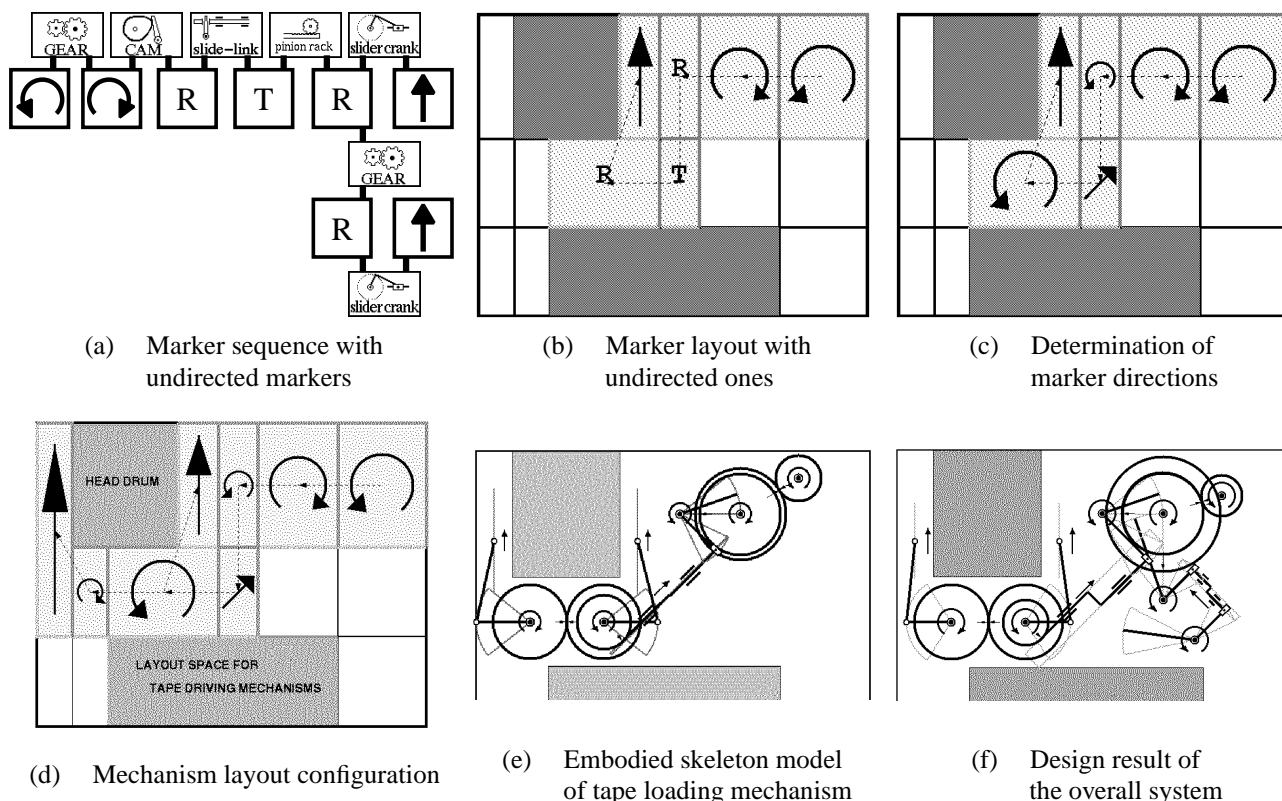 GEAR CAM slide-link pinion rack slider crank
R T R
GEAR
R
slider crank
(a) Marker sequence with
undirected markers
R
R T
(b) Marker layout with
undirected ones
(c) Determination of
marker directions
HEAD DRUM
LAYOUT SPACE FOR
TAPE DRIVING MECHANISMS
(d) Mechanism layout configuration
(e) Embodied skeleton model
of tape loading mechanism
(f) Design result of
the overall system